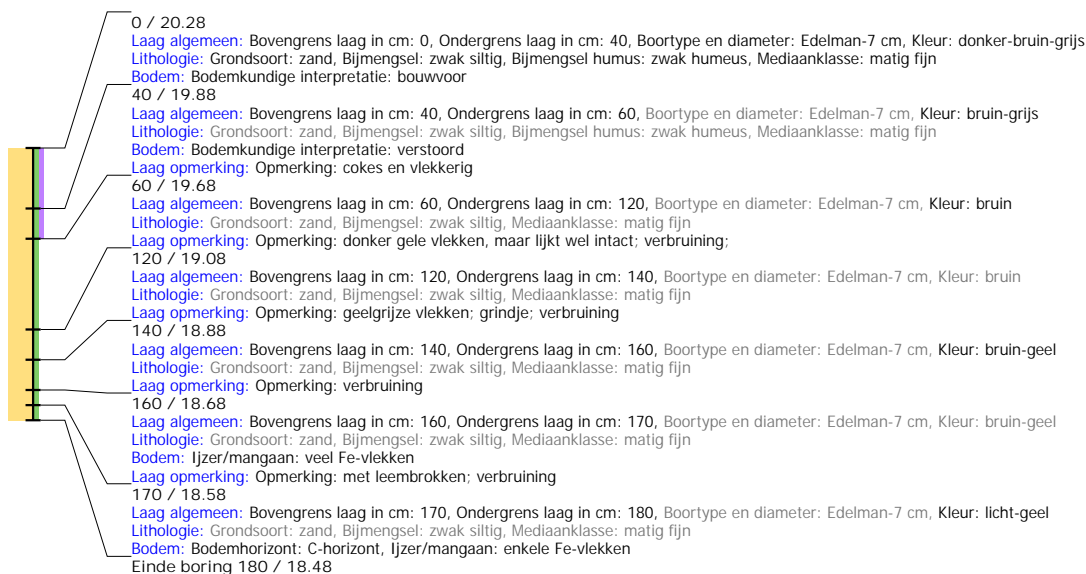 0 / 20.28
Laag algemeen: Bovengrens laag in cm: 0, Ondergrens laag in cm: 40, Boortype en diameter: Edelman-7 cm, Kleur: donker-bruin-grijs
Lithologie: Grondsoort: zand, Bijmengsel: zwak siltig, Bijmengsel humus: zwak humeus, Mediaanklasse: matig fijn
Bodem: Bodemkundige interpretatie: bouwvoor
40 / 19.88
Laag algemeen: Bovengrens laag in cm: 40, Ondergrens laag in cm: 60, Boortype en diameter: Edelman-7 cm, Kleur: bruin-grijs
Lithologie: Grondsoort: zand, Bijmengsel: zwak siltig, Bijmengsel humus: zwak humeus, Mediaanklasse: matig fijn
Bodem: Bodemkundige interpretatie: verstoord
Laag opmerking: Opmerking: cokes en vlekkerig
60 / 19.68
Laag algemeen: Bovengrens laag in cm: 60, Ondergrens laag in cm: 120, Boortype en diameter: Edelman-7 cm, Kleur: bruin
Lithologie: Grondsoort: zand, Bijmengsel: zwak siltig, Mediaanklasse: matig fijn
Laag opmerking: Opmerking: donker gele vlekken, maar lijkt wel intact; verbruining;
120 / 19.08
Laag algemeen: Bovengrens laag in cm: 120, Ondergrens laag in cm: 140, Boortype en diameter: Edelman-7 cm, Kleur: bruin
Lithologie: Grondsoort: zand, Bijmengsel: zwak siltig, Mediaanklasse: matig fijn
Laag opmerking: Opmerking: geelgrijze vlekken; grindje; verbruining
140 / 18.88
Laag algemeen: Bovengrens laag in cm: 140, Ondergrens laag in cm: 160, Boortype en diameter: Edelman-7 cm, Kleur: bruin-geel
Lithologie: Grondsoort: zand, Bijmengsel: zwak siltig, Mediaanklasse: matig fijn
Laag opmerking: Opmerking: verbruining
160 / 18.68
Laag algemeen: Bovengrens laag in cm: 160, Ondergrens laag in cm: 170, Boortype en diameter: Edelman-7 cm, Kleur: bruin-geel
Lithologie: Grondsoort: zand, Bijmengsel: zwak siltig, Mediaanklasse: matig fijn
Bodem: Ijzer/mangaan: veel Fe-vlekken
Laag opmerking: Opmerking: met leembrokken; verbruining
170 / 18.58
Laag algemeen: Bovengrens laag in cm: 170, Ondergrens laag in cm: 180, Boortype en diameter: Edelman-7 cm, Kleur: licht-geel
Lithologie: Grondsoort: zand, Bijmengsel: zwak siltig, Mediaanklasse: matig fijn
Bodem: Bodemhorizont: C-horizont, Ijzer/mangaan: enkele Fe-vlekken
Einde boring 180 / 18.48